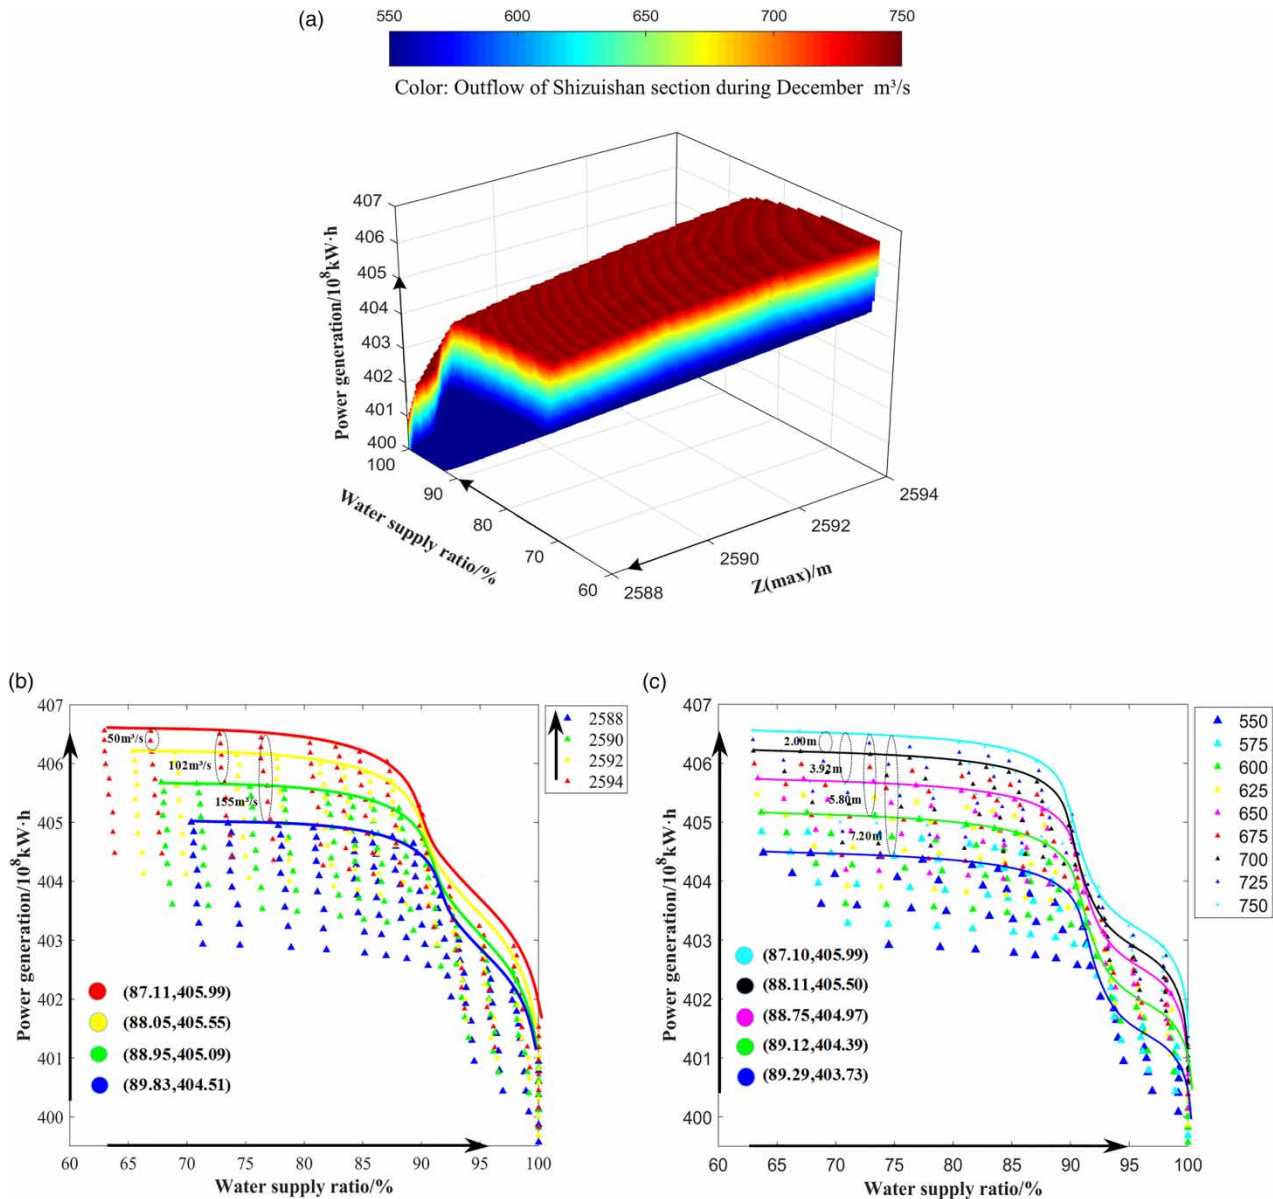 (a)
550 600 650 700 750
Color: Outflow of Shizuishan section during December m³/s
Power generation/10⁸kW·h
407
406
405
404
403
402
401
400
100
90
80
70
60
Water supply ratio/%
2588
2590
2592
2594
Z(max)/m
(b)
Power generation/10⁸kW·h
407
406
405
404
403
402
401
400
50m³/s
102m³/s
155m³/s
2588
2590
2592
2594
(87.11,405.99)
(88.05,405.55)
(88.95,405.09)
(89.83,404.51)
60 65 70 75 80 85 90 95 100
Water supply ratio/%
(c)
Power generation/10⁸kW·h
407
406
405
404
403
402
401
400
2.00m
3.92m
5.80m
7.20m
550
575
600
625
650
675
700
725
750
(87.10,405.99)
(88.11,405.50)
(88.75,404.97)
(89.12,404.39)
(89.29,403.73)
60 65 70 75 80 85 90 95 100
Water supply ratio/%